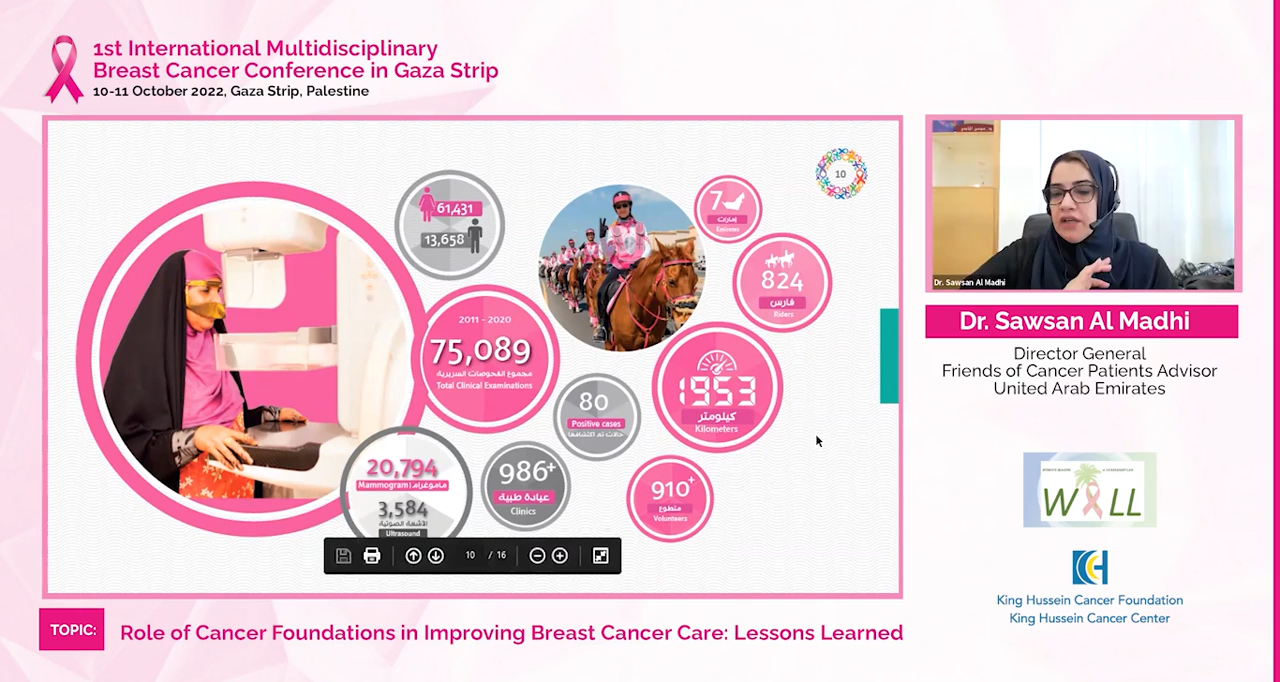 1st International Multidisciplinary
Breast Cancer Conference in Gaza Strip
10-11 October 2022, Gaza Strip, Palestine
10
61,431
13,658
7
إمارات
Emirates
824
فارس
Riders
2011 - 2020
75,089
مجموع الفحوصات السريرية
Total Clinical Examinations
1953
كيلومتر
Kilometers
80
Positive cases
حالات تم اكتشافها
20,794
Mammogram | ماموغرام
3,584
الأشعة الصوتية
Ultrasound
986+
عيادة طبية
Clinics
910+
متطوع
Volunteers
10 / 16
Dr. Sawsan Al Madhi
Dr. Sawsan Al Madhi
Director General
Friends of Cancer Patients Advisor
United Arab Emirates
WILL
King Hussein Cancer Foundation
King Hussein Cancer Center
TOPIC:
Role of Cancer Foundations in Improving Breast Cancer Care: Lessons Learned